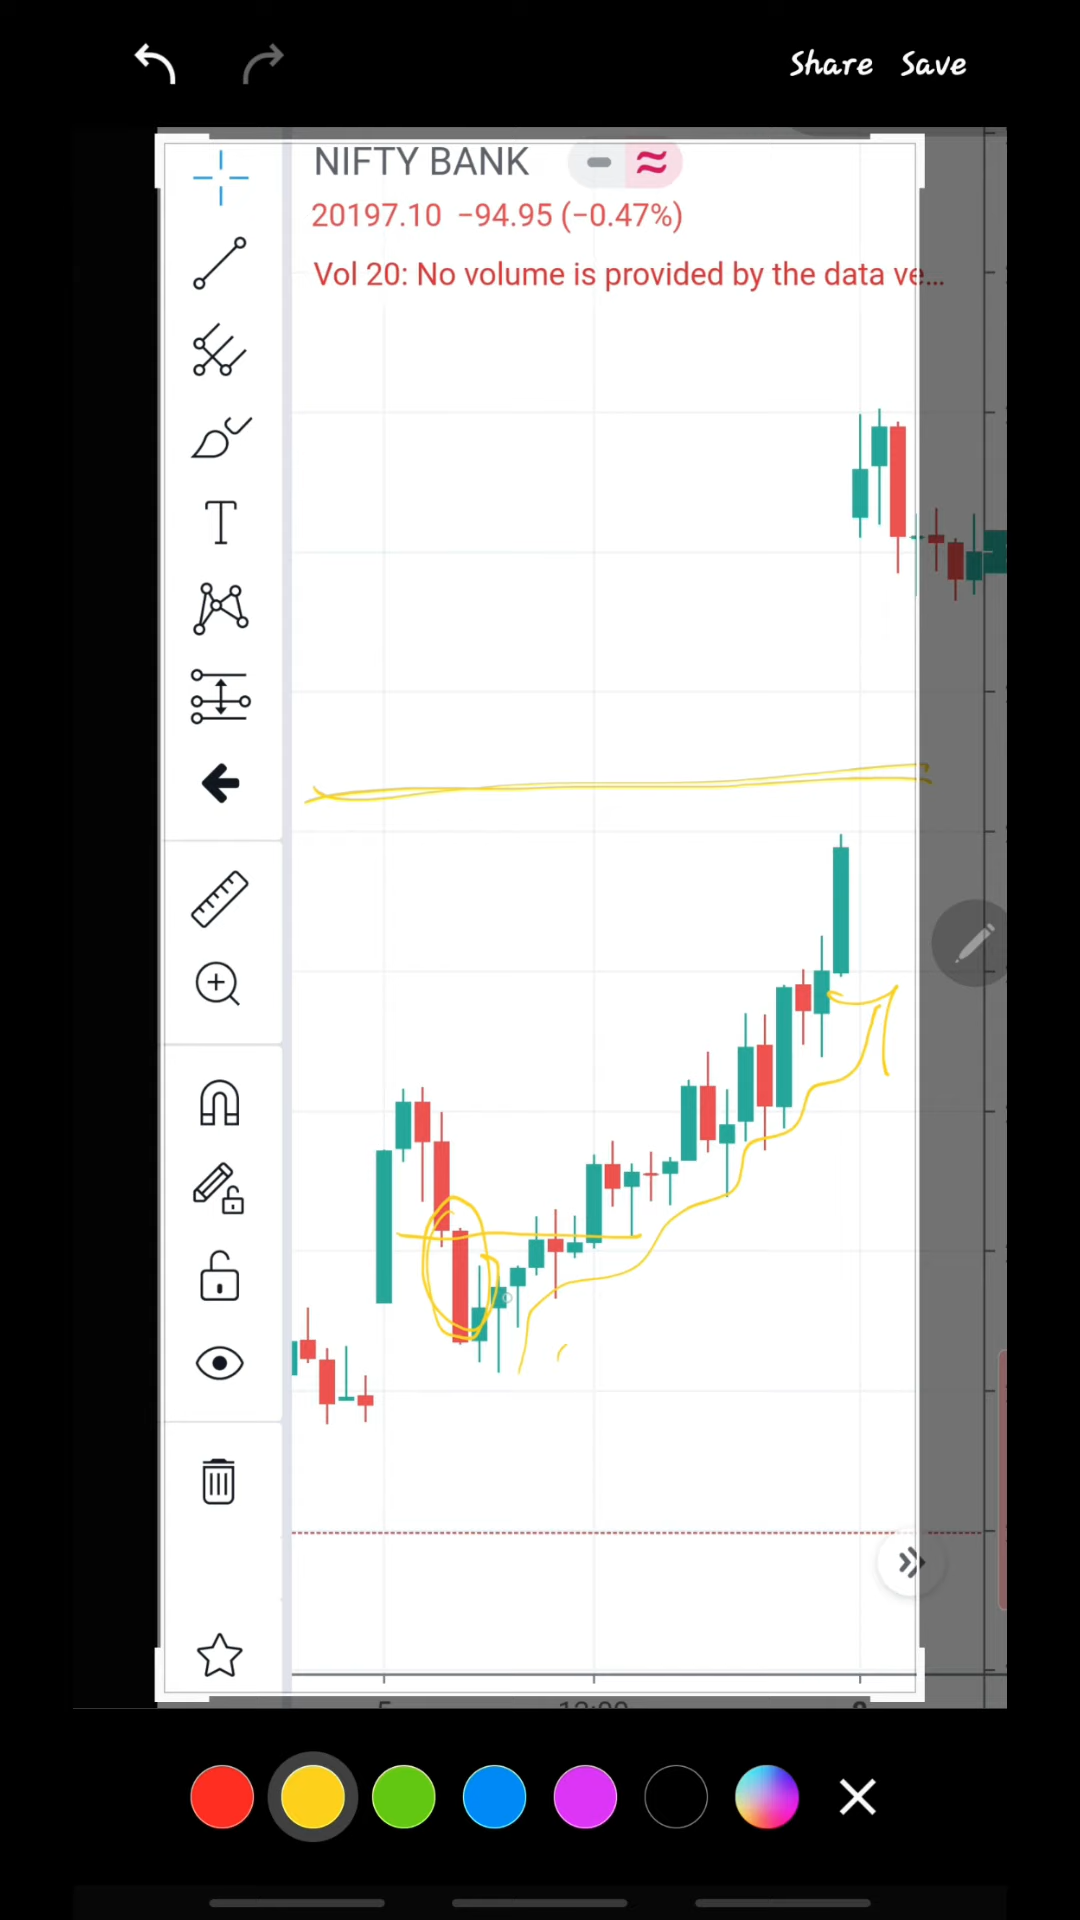 Share Save
NIFTY BANK
20197.10 −94.95 (−0.47%)
Vol 20: No volume is provided by the data ve...